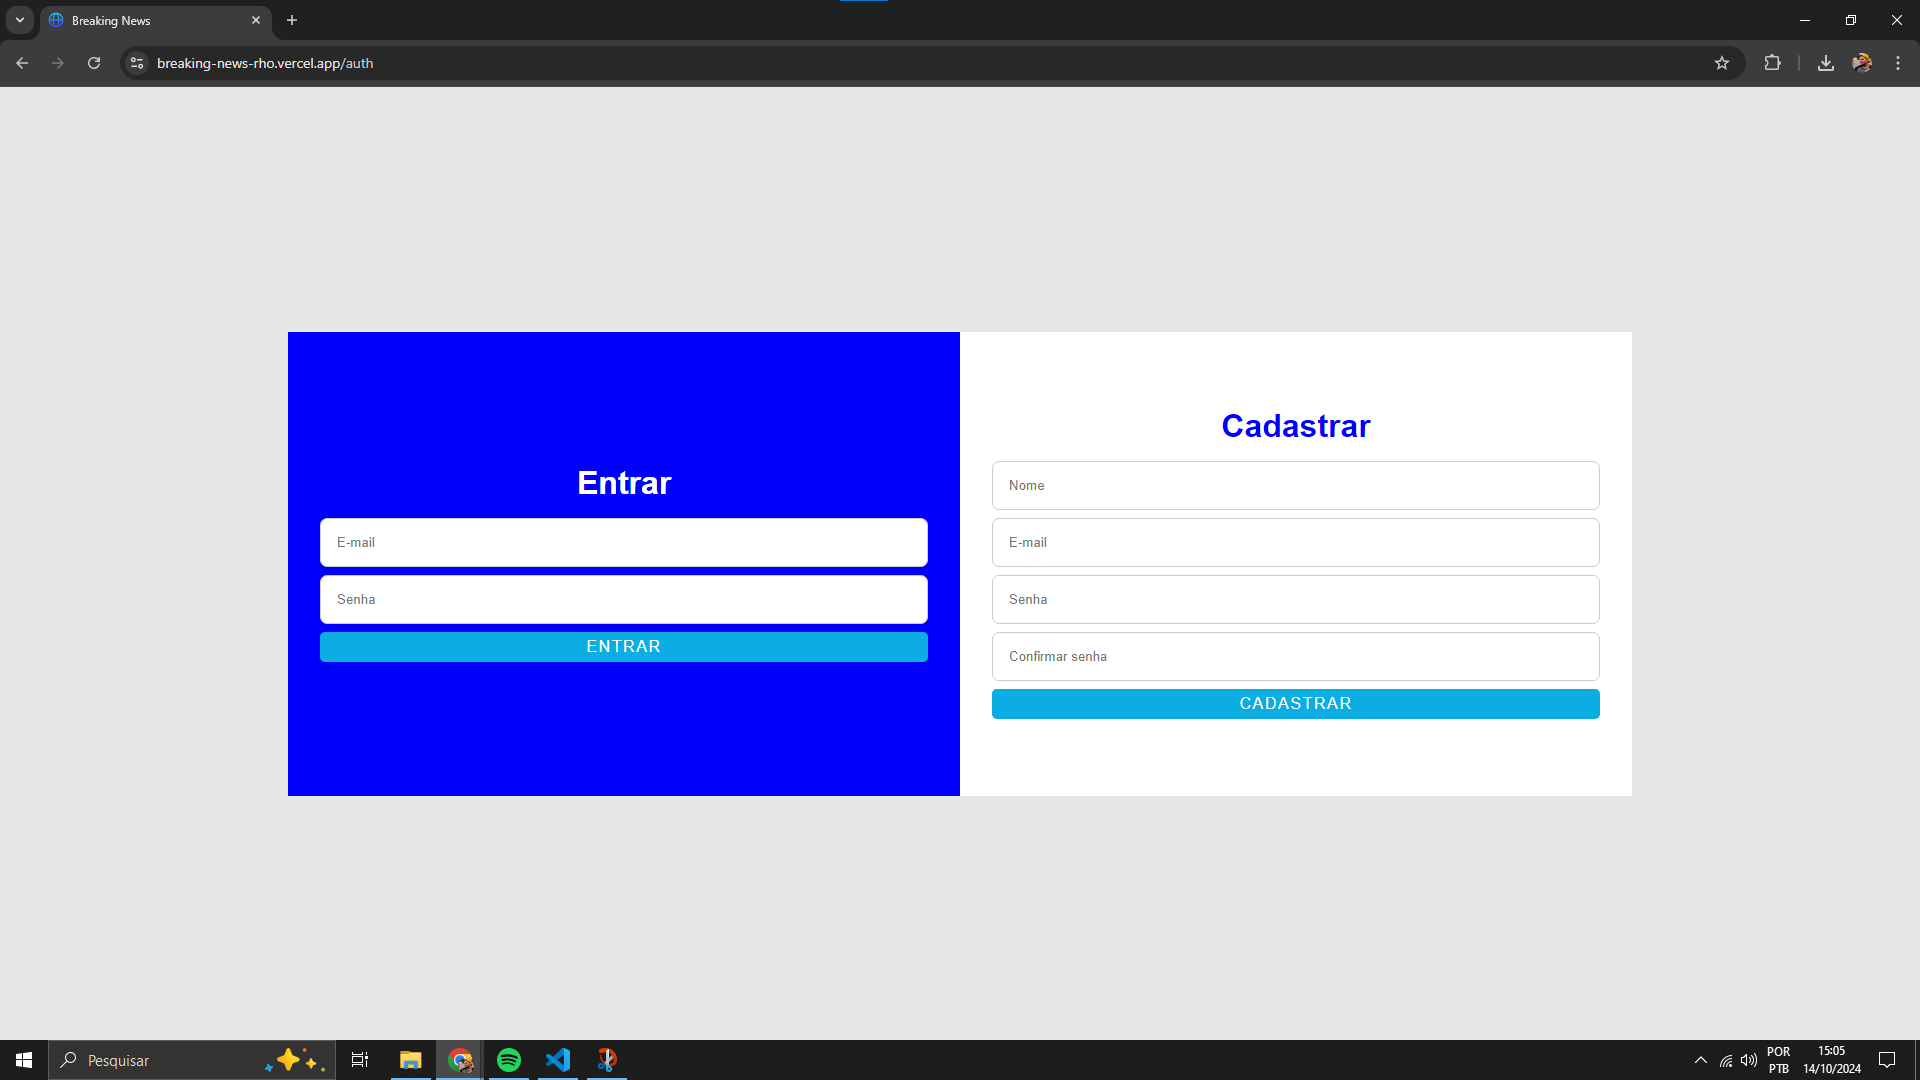 Breaking News
breaking-news-rho.vercel.app/auth
Entrar
E-mail
Senha
ENTRAR
Cadastrar
Nome
E-mail
Senha
Confirmar senha
CADASTRAR
Pesquisar
POR
PTB
15:05
14/10/2024